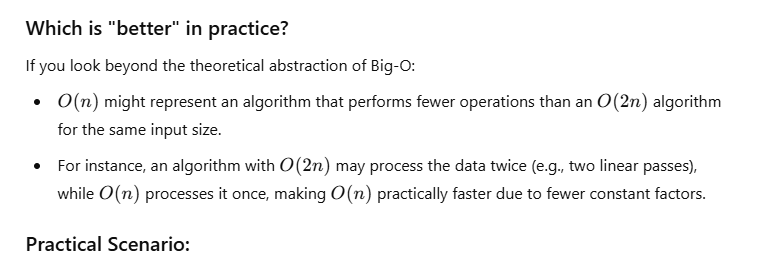 Which is "better" in practice?
If you look beyond the theoretical abstraction of Big-O:
• O(n) might represent an algorithm that performs fewer operations than an O(2n) algorithm
for the same input size.
• For instance, an algorithm with O(2n) may process the data twice (e.g., two linear passes),
while O(n) processes it once, making O(n) practically faster due to fewer constant factors.
Practical Scenario: